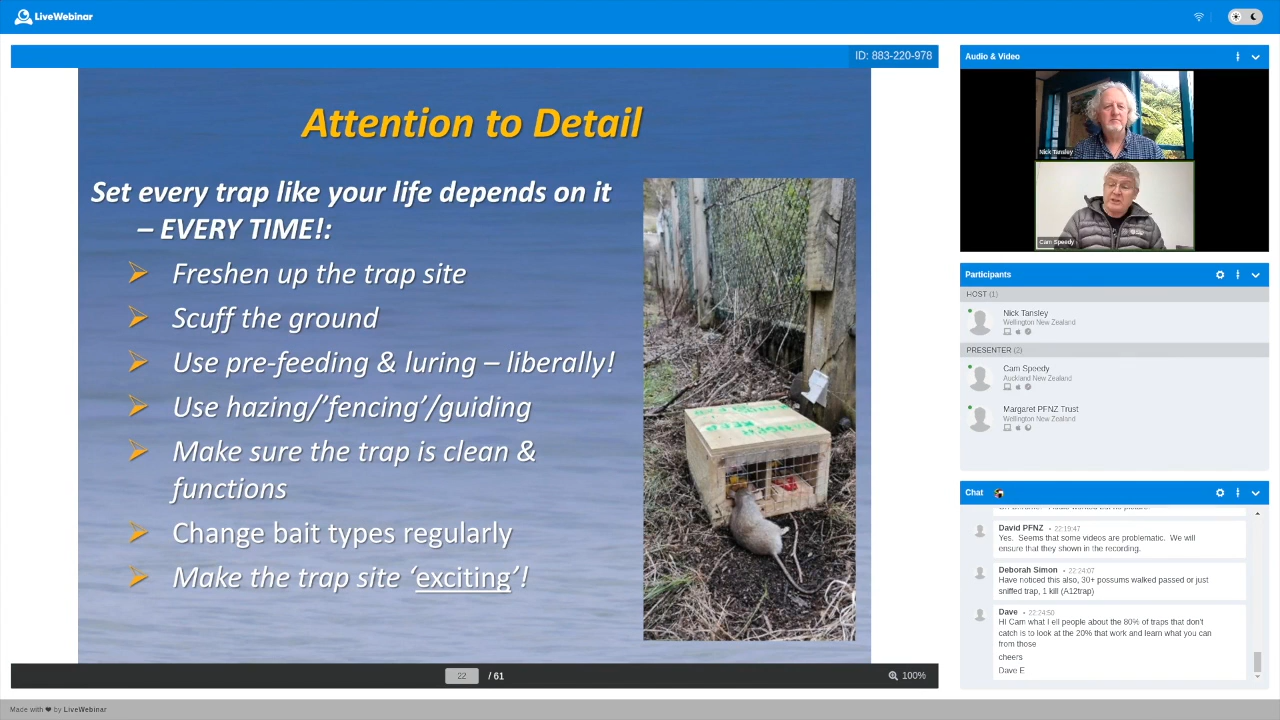 LiveWebinar
ID: 883-220-978
Attention to Detail
Set every trap like your life depends on it
– EVERY TIME!:
Freshen up the trap site
Scuff the ground
Use pre-feeding & luring – liberally!
Use hazing/’fencing’/guiding
Make sure the trap is clean &
functions
Change bait types regularly
Make the trap site ‘exciting’!
22 / 61
100%
Audio & Video
Nick Tansley
Cam Speedy
Participants
HOST (1)
Nick Tansley
Wellington New Zealand
PRESENTER (2)
Cam Speedy
Auckland New Zealand
Margaret PFNZ Trust
Wellington New Zealand
Chat
David PFNZ • 22:19:47
Yes. Seems that some videos are problematic. We will
ensure that they shown in the recording.
Deborah Simon • 22:24:07
Have noticed this also, 30+ possums walked passed or just
sniffed trap, 1 kill (A12trap)
Dave • 22:24:50
HI Cam what I ell people about the 80% of traps that don't
catch is to look at the 20% that work and learn what you can
from those
cheers
Dave E
Made with ❤ by LiveWebinar